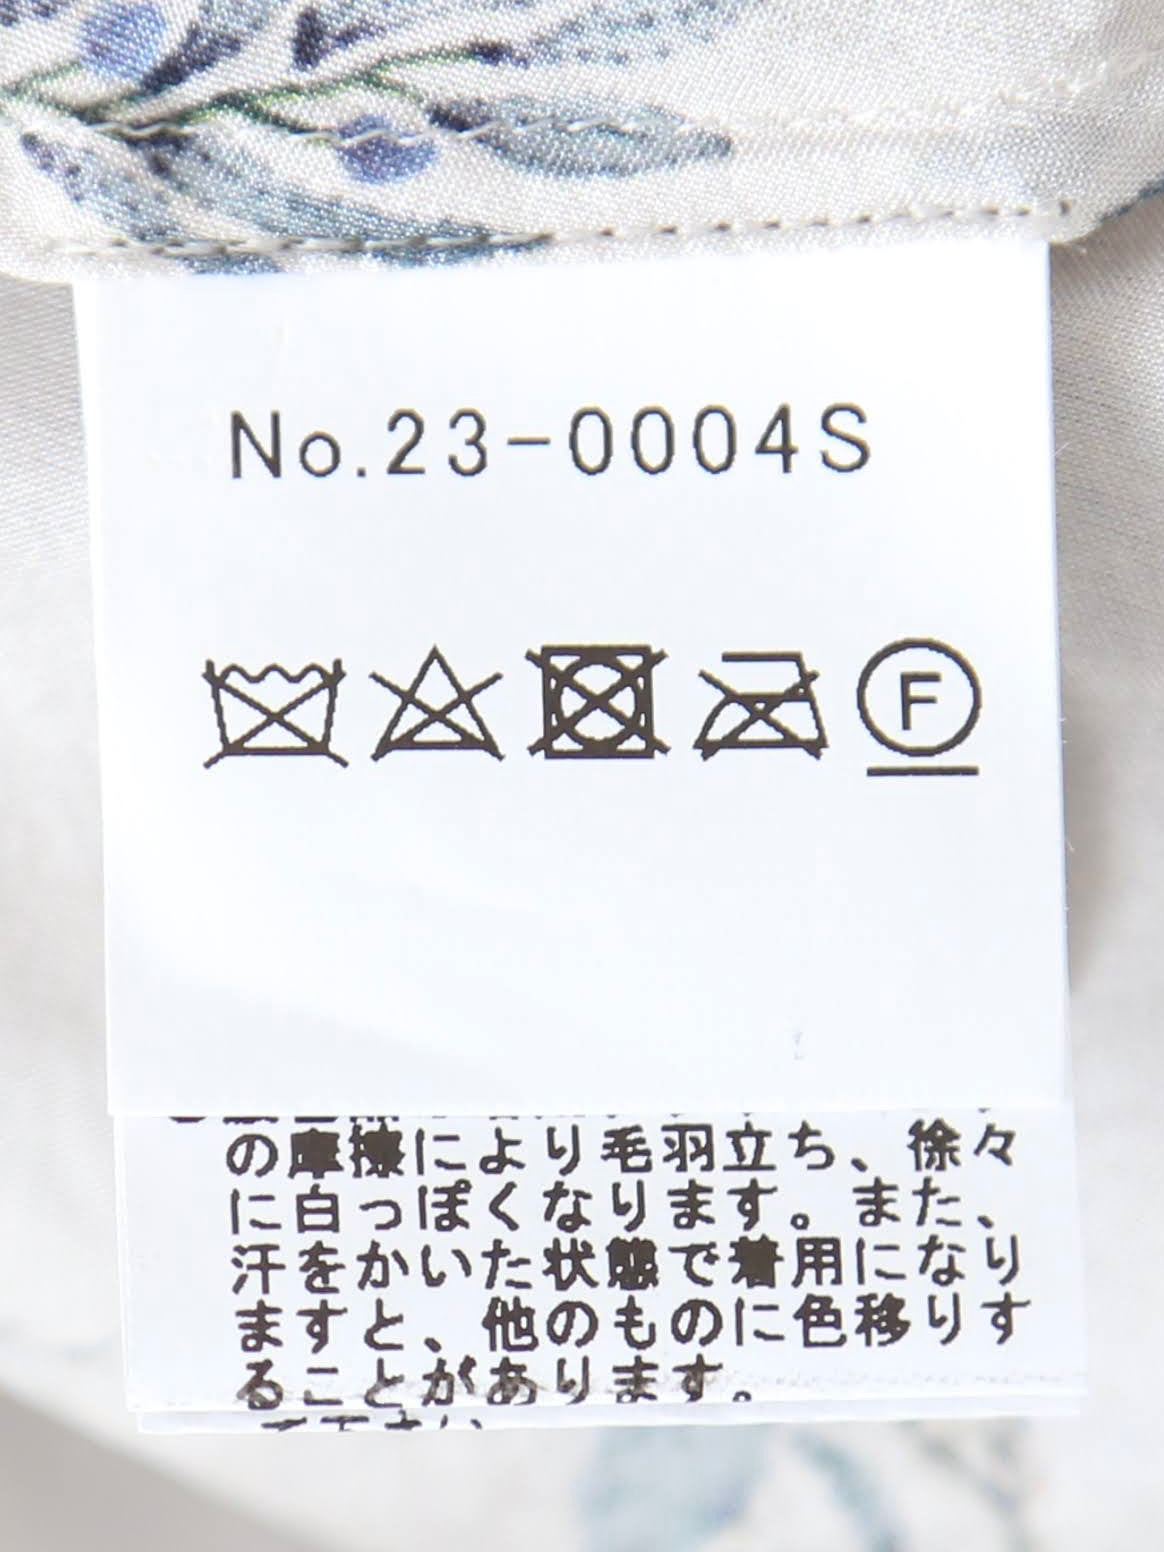 No.23-0004S
F
の摩擦により毛羽立ち、徐々
に白っぽくなります。また、
汗をかいた状態で着用になり
ますと、他のものに色移りす
ることがあります。